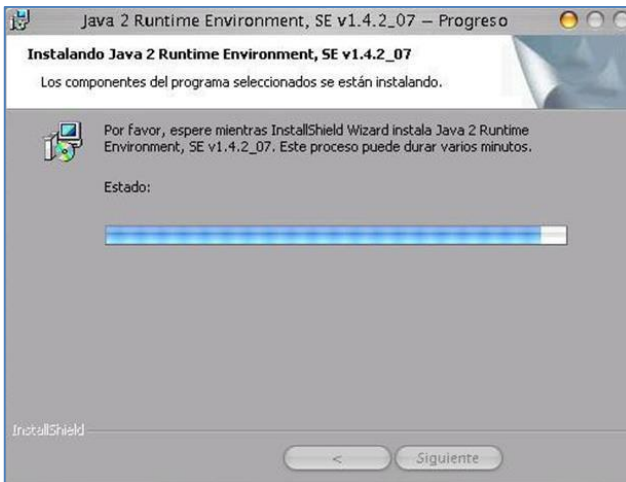 Java 2 Runtime Environment, SE v1.4.2_07 – Progreso
Instalando Java 2 Runtime Environment, SE v1.4.2_07
Los componentes del programa seleccionados se están instalando.
Por favor, espere mientras InstallShield Wizard instala Java 2 Runtime
Environment, SE v1.4.2_07. Este proceso puede durar varios minutos.
Estado:
InstallShield
< Siguiente